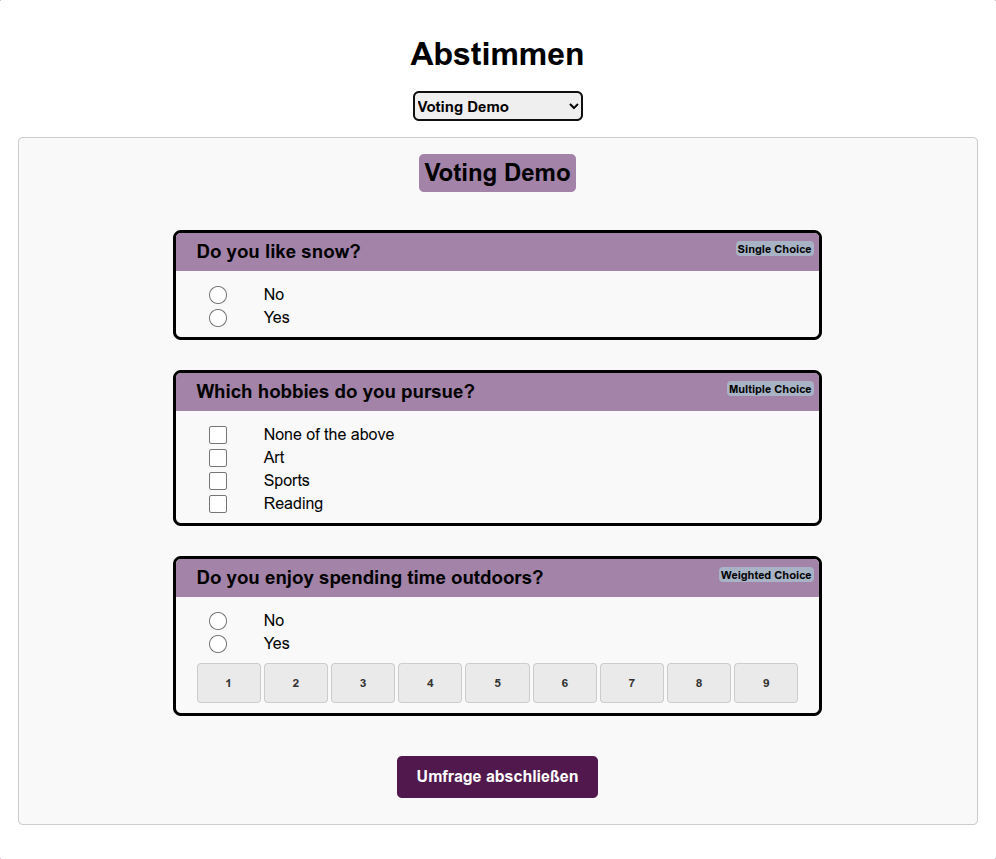 Abstimmen
Voting Demo
Voting Demo
Do you like snow? Single Choice
No
Yes
Which hobbies do you pursue? Multiple Choice
None of the above
Art
Sports
Reading
Do you enjoy spending time outdoors? Weighted Choice
No
Yes
1 2 3 4 5 6 7 8 9
Umfrage abschließen